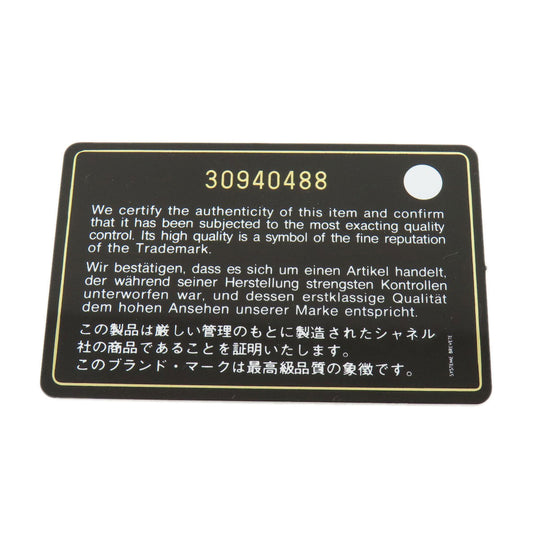 30940488
We certify the authenticity of this item and confirm
that it has been subjected to the most exacting quality
control. Its high quality is a symbol of the fine reputation
of the Trademark.
Wir bestätigen, dass es sich um einen Artikel handelt,
der während seiner Herstellung strengsten Kontrollen
unterworfen war, und dessen erstklassige Qualität
dem hohen Ansehen unserer Marke entspricht.
この製品は厳しい管理のもとに製造されたシャネル
社の商品であることを証明いたします。
このブランド・マークは最高級品質の象徴です。
SYSTEME BREVETE